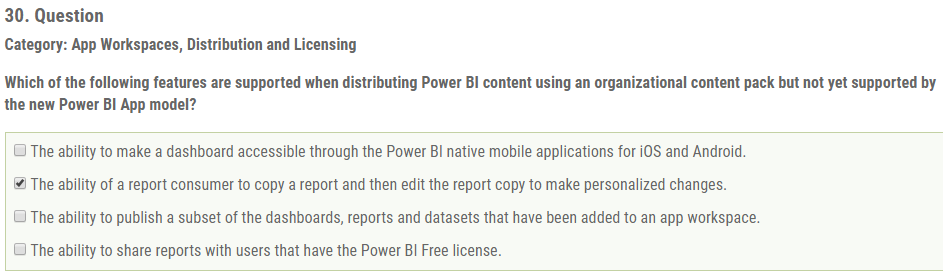 30. Question
Category: App Workspaces, Distribution and Licensing
Which of the following features are supported when distributing Power BI content using an organizational content pack but not yet supported by
the new Power BI App model?
The ability to make a dashboard accessible through the Power BI native mobile applications for iOS and Android.
The ability of a report consumer to copy a report and then edit the report copy to make personalized changes.
The ability to publish a subset of the dashboards, reports and datasets that have been added to an app workspace.
The ability to share reports with users that have the Power BI Free license.